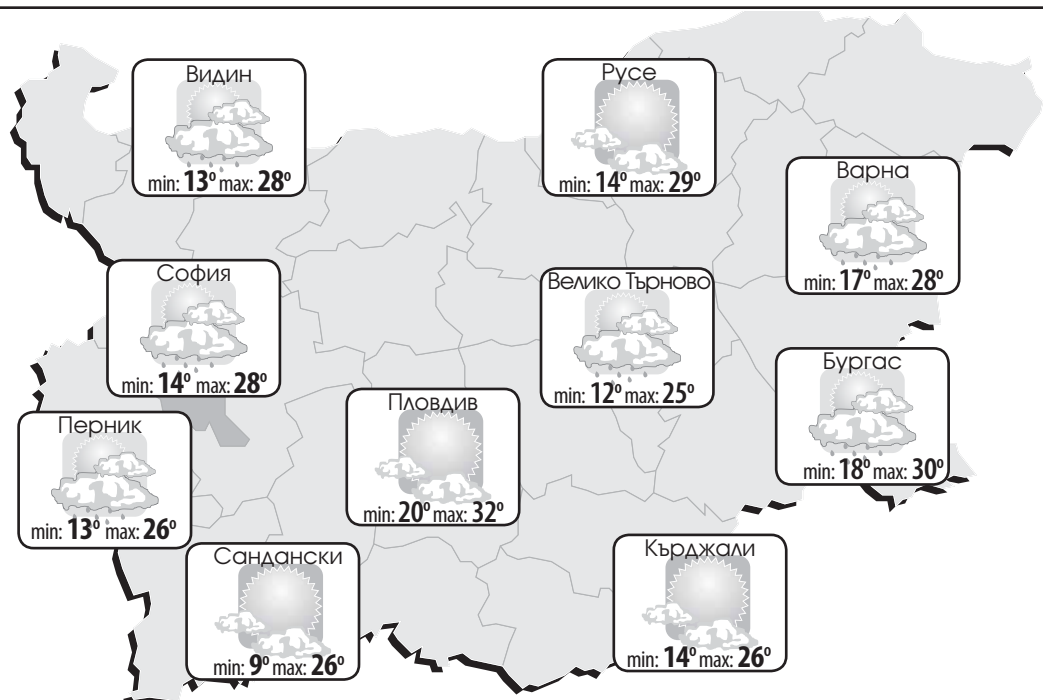 Видин
min: 13° max: 28°
Русе
min: 14° max: 29°
Варна
min: 17° max: 28°
София
min: 14° max: 28°
Велико Търново
min: 12° max: 25°
Бургас
min: 18° max: 30°
Пловдив
min: 20° max: 32°
Перник
min: 13° max: 26°
Сандански
min: 9° max: 26°
Кърджали
min: 14° max: 26°